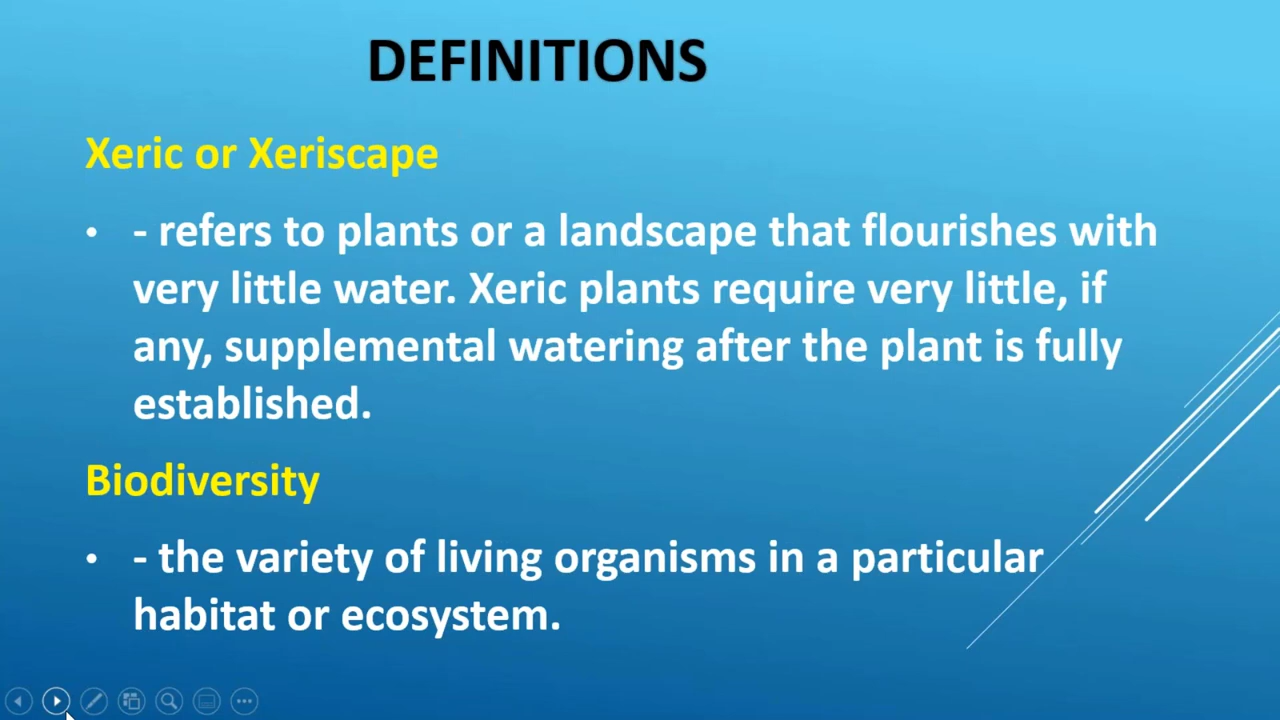 DEFINITIONS
Xeric or Xeriscape
• - refers to plants or a landscape that flourishes with
very little water. Xeric plants require very little, if
any, supplemental watering after the plant is fully
established.
Biodiversity
• - the variety of living organisms in a particular
habitat or ecosystem.